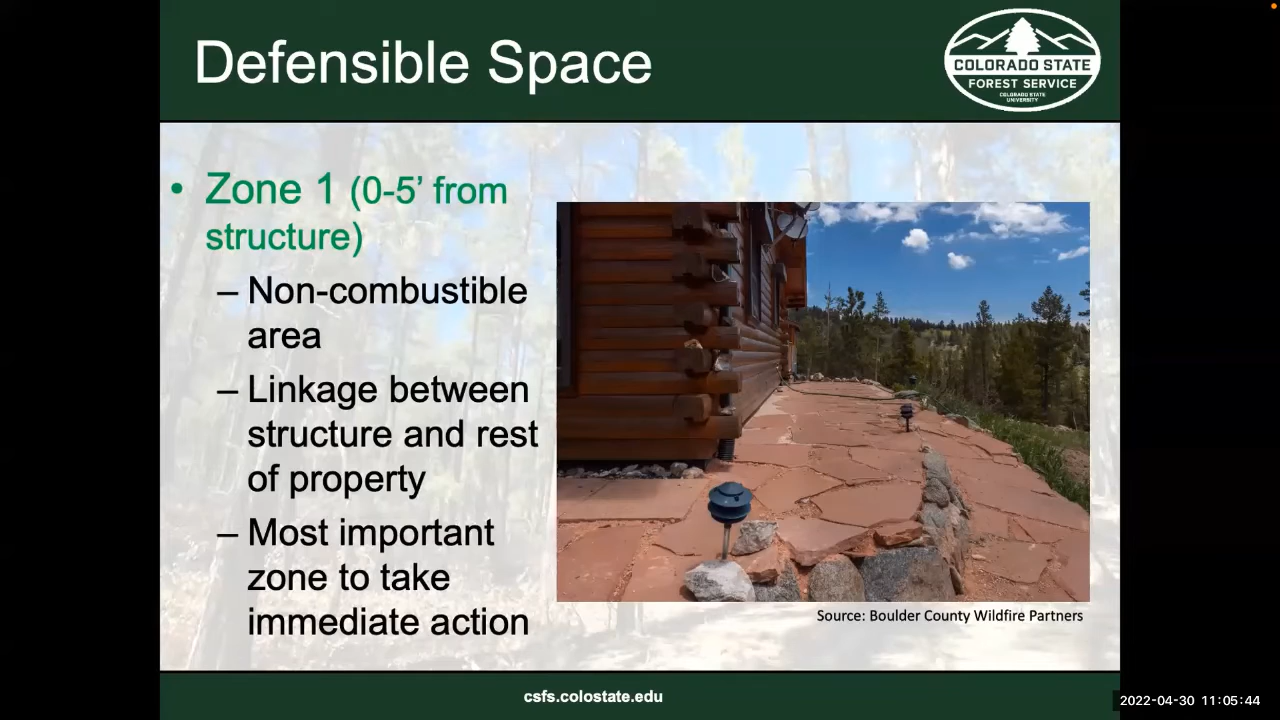 Defensible Space
COLORADO STATE
FOREST SERVICE
COLORADO STATE
UNIVERSITY
• Zone 1 (0-5’ from
structure)
– Non-combustible
area
– Linkage between
structure and rest
of property
– Most important
zone to take
immediate action
Source: Boulder County Wildfire Partners
csfs.colostate.edu
2022-04-30 11:05:44